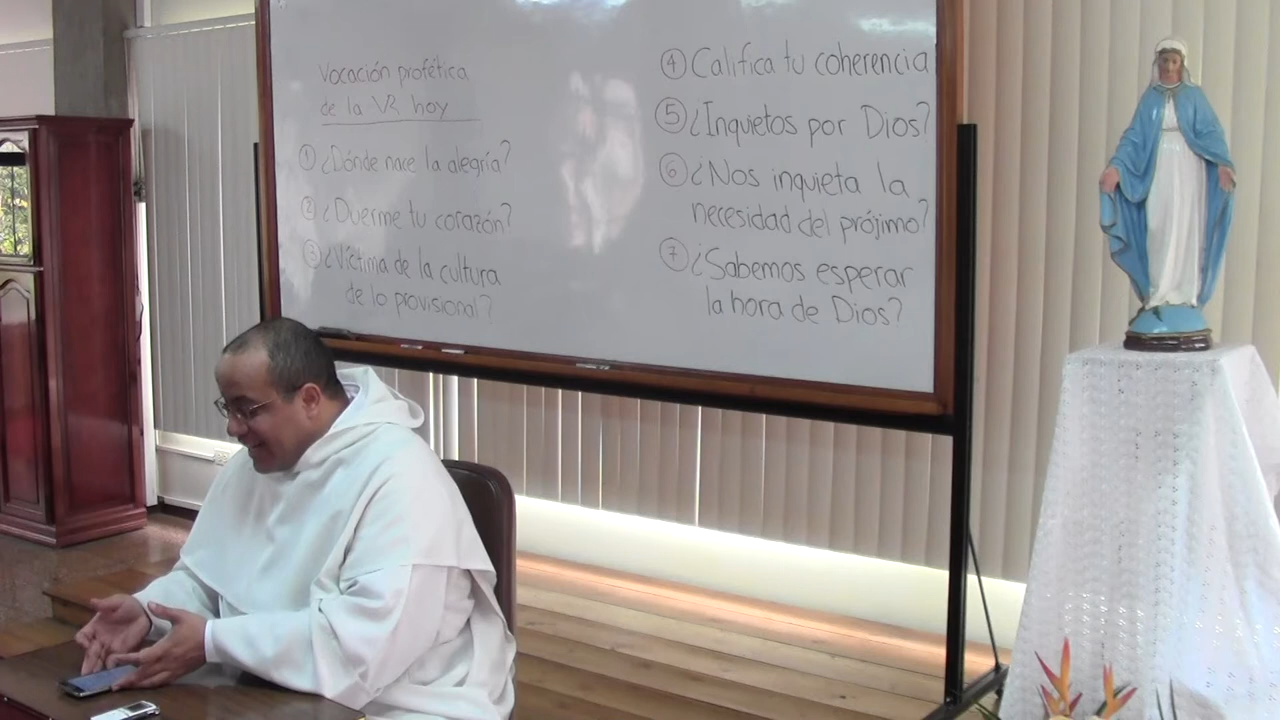 Vocación profética
de la VR hoy
① ¿Dónde nace la alegría?
② ¿Duerme tu corazón?
③ ¿Víctima de la cultura
de lo provisional?
④ Califica tu coherencia
⑤ ¿Inquietos por Dios?
⑥ ¿Nos inquieta la
necesidad del prójimo?
⑦ ¿Sabemos esperar
la hora de Dios?